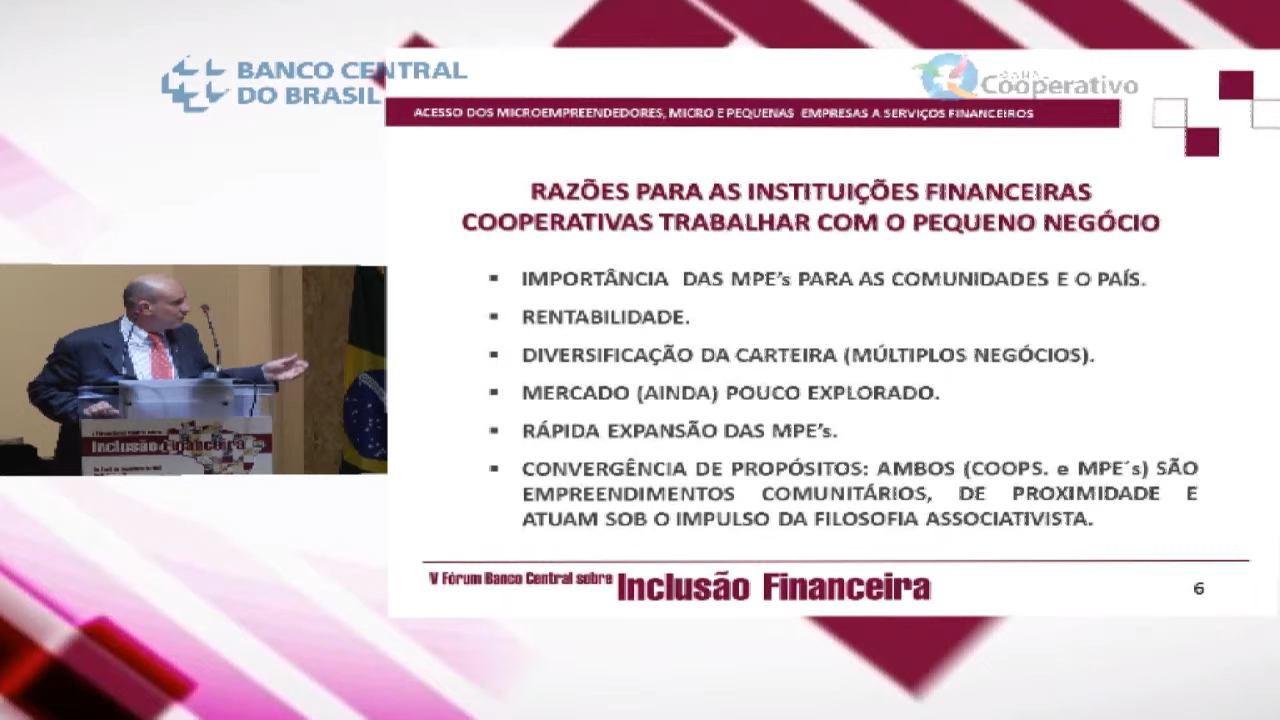 BANCO CENTRAL
DO BRASIL
Cooperativo
ACESSO DOS MICROEMPREENDEDORES, MICRO E PEQUENAS EMPRESAS A SERVIÇOS FINANCEIROS
RAZÕES PARA AS INSTITUIÇÕES FINANCEIRAS
COOPERATIVAS TRABALHAR COM O PEQUENO NEGÓCIO
▪ IMPORTÂNCIA DAS MPE’s PARA AS COMUNIDADES E O PAÍS.
▪ RENTABILIDADE.
▪ DIVERSIFICAÇÃO DA CARTEIRA (MÚLTIPLOS NEGÓCIOS).
▪ MERCADO (AINDA) POUCO EXPLORADO.
▪ RÁPIDA EXPANSÃO DAS MPE’s.
▪ CONVERGÊNCIA DE PROPÓSITOS: AMBOS (COOPS. e MPE´s) SÃO
EMPREENDIMENTOS COMUNITÁRIOS, DE PROXIMIDADE E
ATUAM SOB O IMPULSO DA FILOSOFIA ASSOCIATIVISTA.
Inclusão Financeira
V Fórum Banco Central sobre Inclusão Financeira
6